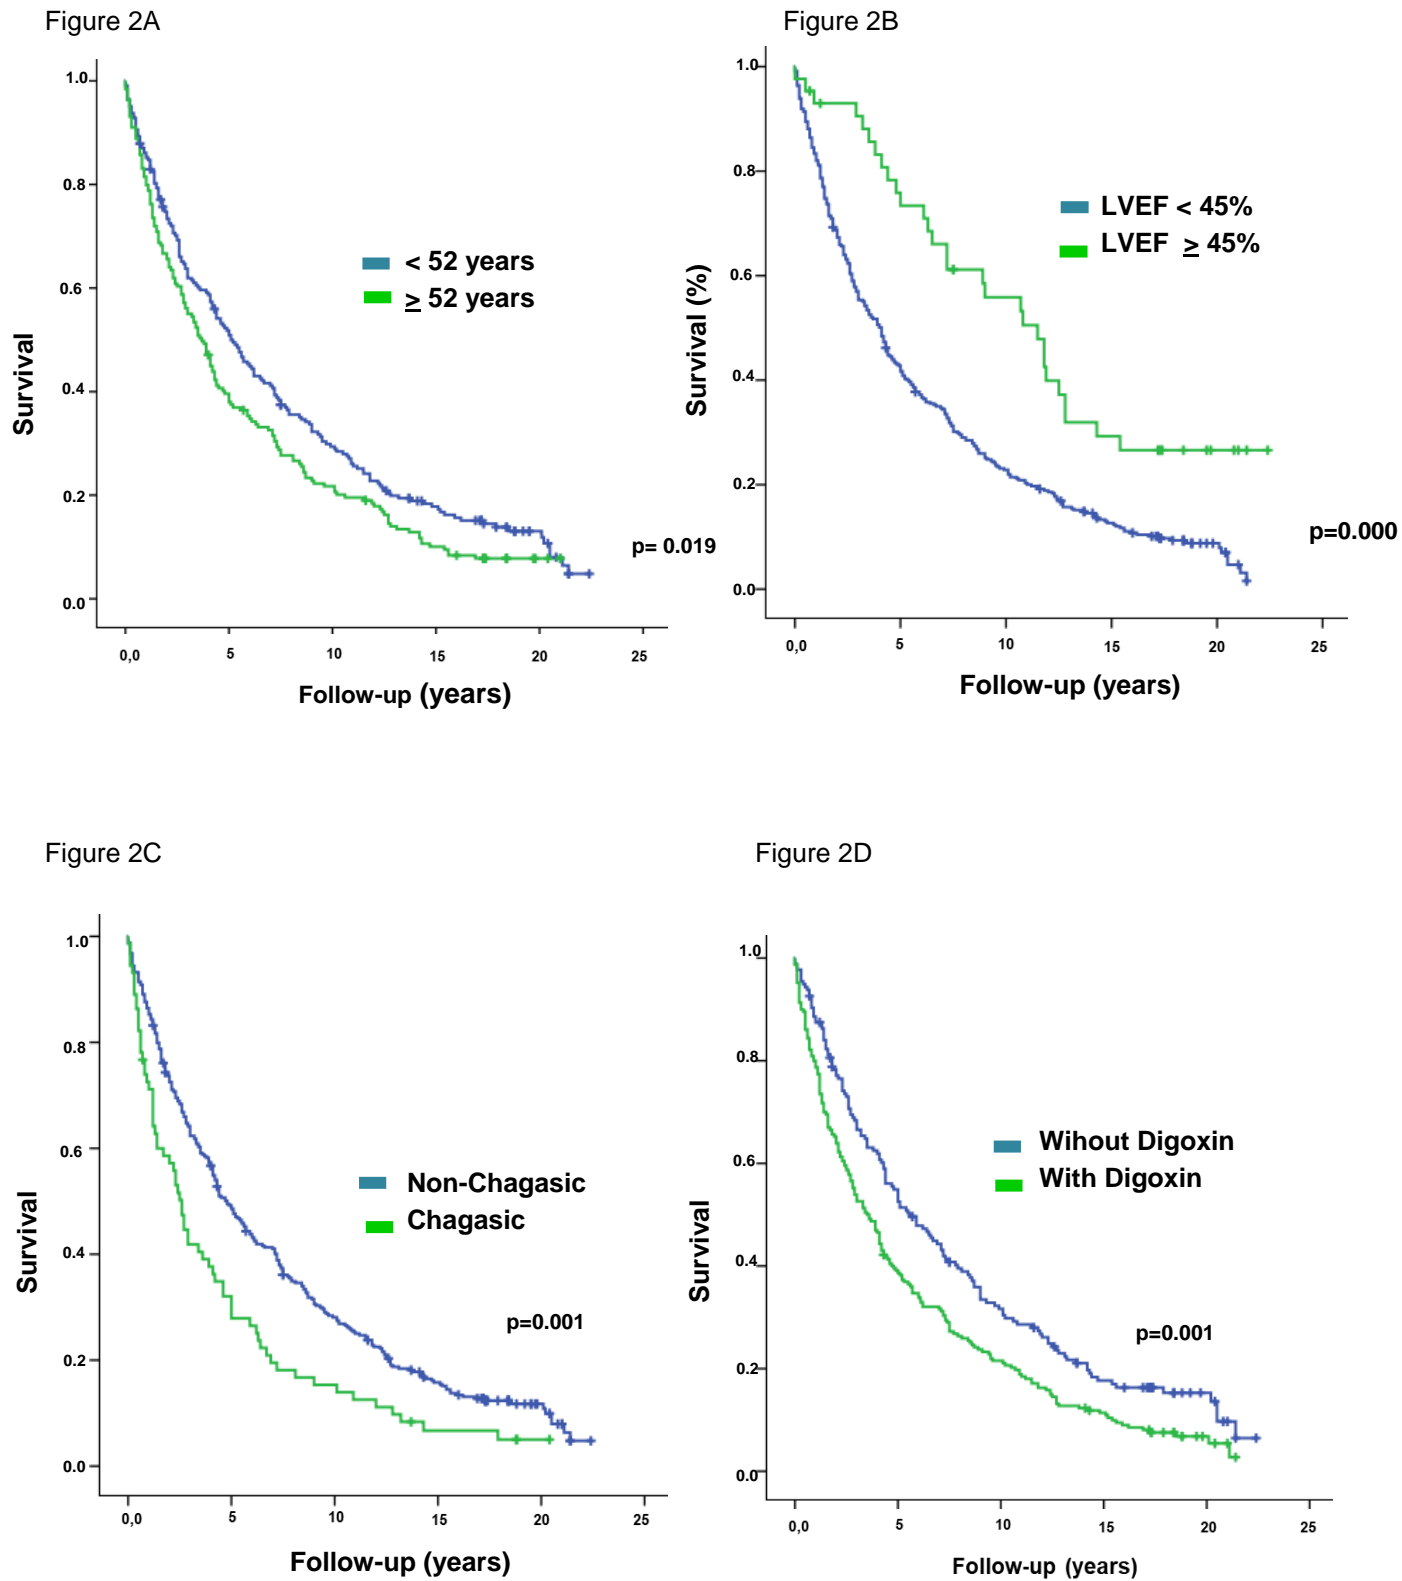 Figure 2A
1.0
0.8
0.6
0.4
0.2
0.0
Survival
< 52 years
≥ 52 years
p= 0.019
0,0 5 10 15 20 25
Follow-up (years)
Figure 2B
1.0
0.8
0.6
0.4
0.2
0.0
Survival (%)
LVEF < 45%
LVEF ≥ 45%
p=0.000
0,0 5 10 15 20 25
Follow-up (years)
Figure 2C
1.0
0.8
0.6
0.4
0.2
0.0
Survival
Non-Chagasic
Chagasic
p=0.001
0,0 5 10 15 20 25
Follow-up (years)
Figure 2D
1.0
0.8
0.6
0.4
0.2
0.0
Survival
Wihout Digoxin
With Digoxin
p=0.001
0,0 5 10 15 20 25
Follow-up (years)